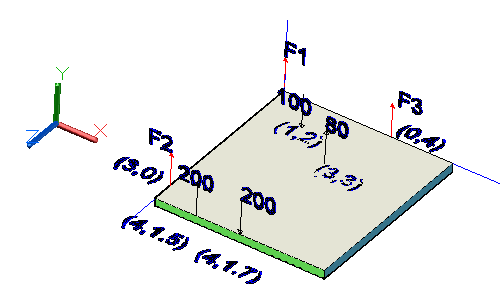 F1
Y
100
F3
X
80
Z
(1,2)
(0,4)
F2
(3,0)
200
(3,3)
200
(4,1.5)
(4,1.7)